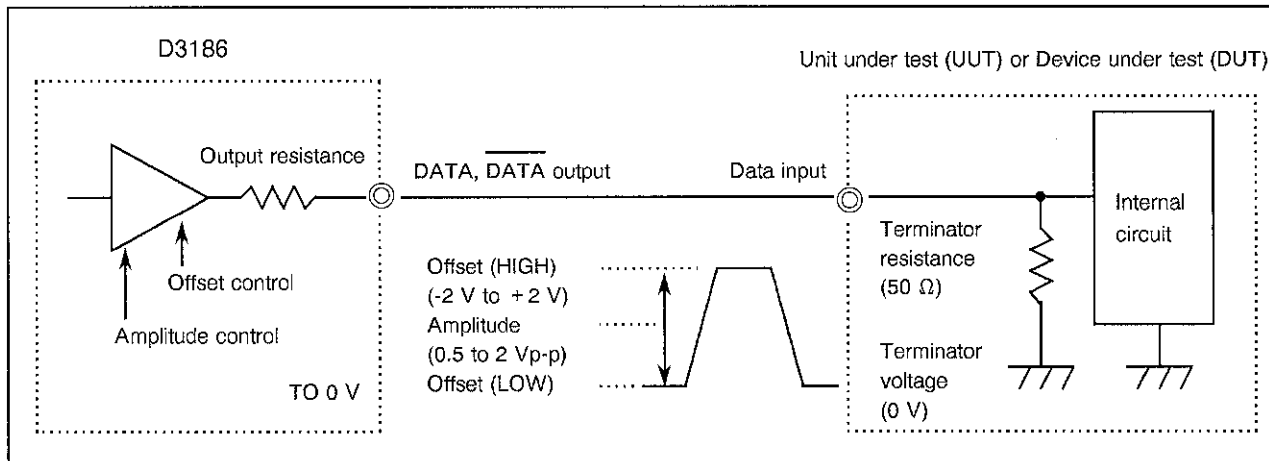 D3186
Unit under test (UUT) or Device under test (DUT)
Output resistance
DATA, D̅A̅T̅A̅ output
Data input
Internal
circuit
Offset control
Amplitude control
TO 0 V
Offset (HIGH)
(-2 V to + 2 V)
Amplitude
(0.5 to 2 Vp-p)
Offset (LOW)
Terminator
resistance
(50 Ω)
Terminator
voltage
(0 V)